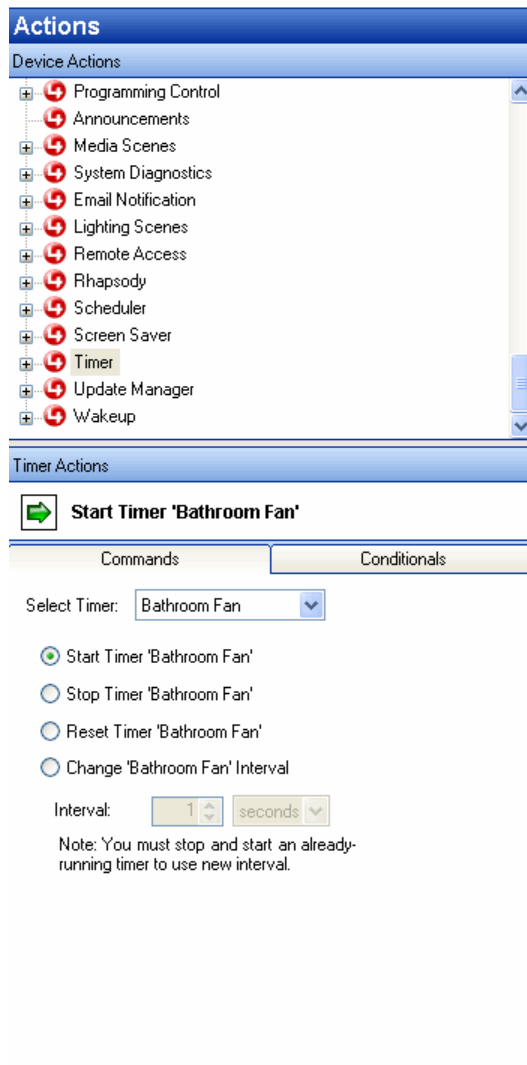 Actions
Device Actions
Programming Control
Announcements
Media Scenes
System Diagnostics
Email Notification
Lighting Scenes
Remote Access
Rhapsody
Scheduler
Screen Saver
Timer
Update Manager
Wakeup
Timer Actions
Start Timer 'Bathroom Fan'
Commands Conditionals
Select Timer: Bathroom Fan
Start Timer 'Bathroom Fan'
Stop Timer 'Bathroom Fan'
Reset Timer 'Bathroom Fan'
Change 'Bathroom Fan' Interval
Interval: 1 seconds
Note: You must stop and start an already-
running timer to use new interval.